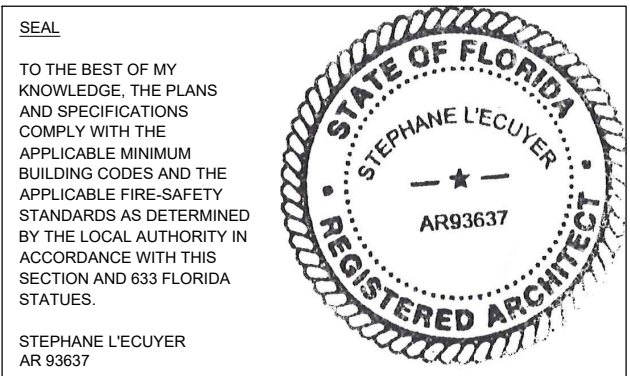 SEAL
TO THE BEST OF MY
KNOWLEDGE, THE PLANS
AND SPECIFICATIONS
COMPLY WITH THE
APPLICABLE MINIMUM
BUILDING CODES AND THE
APPLICABLE FIRE-SAFETY
STANDARDS AS DETERMINED
BY THE LOCAL AUTHORITY IN
ACCORDANCE WITH THIS
SECTION AND 633 FLORIDA
STATUES.
STEPHANE L'ECUYER
AR 93637
STATE OF FLORIDA
STEPHANE L'ECUYER
AR93637
REGISTERED ARCHITECT